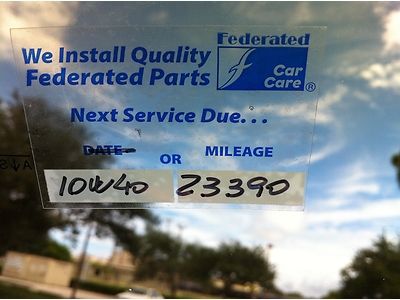 We Install Quality
Federated Parts
Federated
Car
Care®
Next Service Due...
DATE OR MILEAGE
10W40 23390